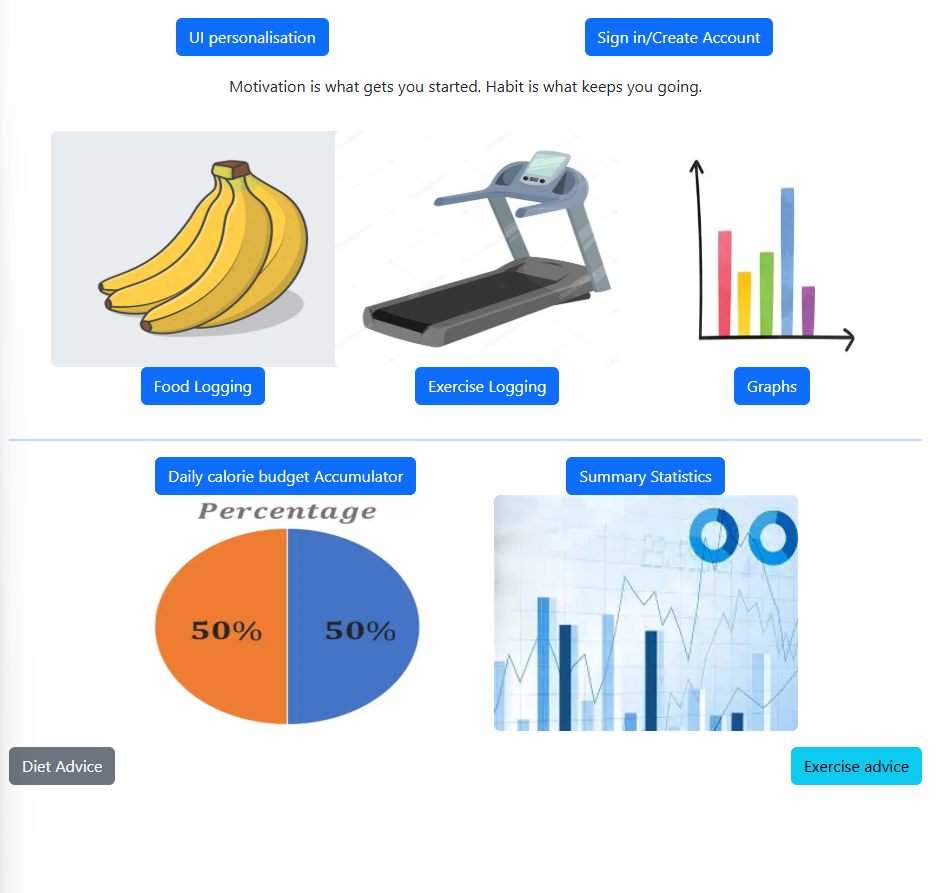 UI personalisation
Sign in/Create Account
Motivation is what gets you started. Habit is what keeps you going.
Food Logging
Exercise Logging
Graphs
Daily calorie budget Accumulator
Summary Statistics
Percentage
50%
50%
Diet Advice
Exercise advice